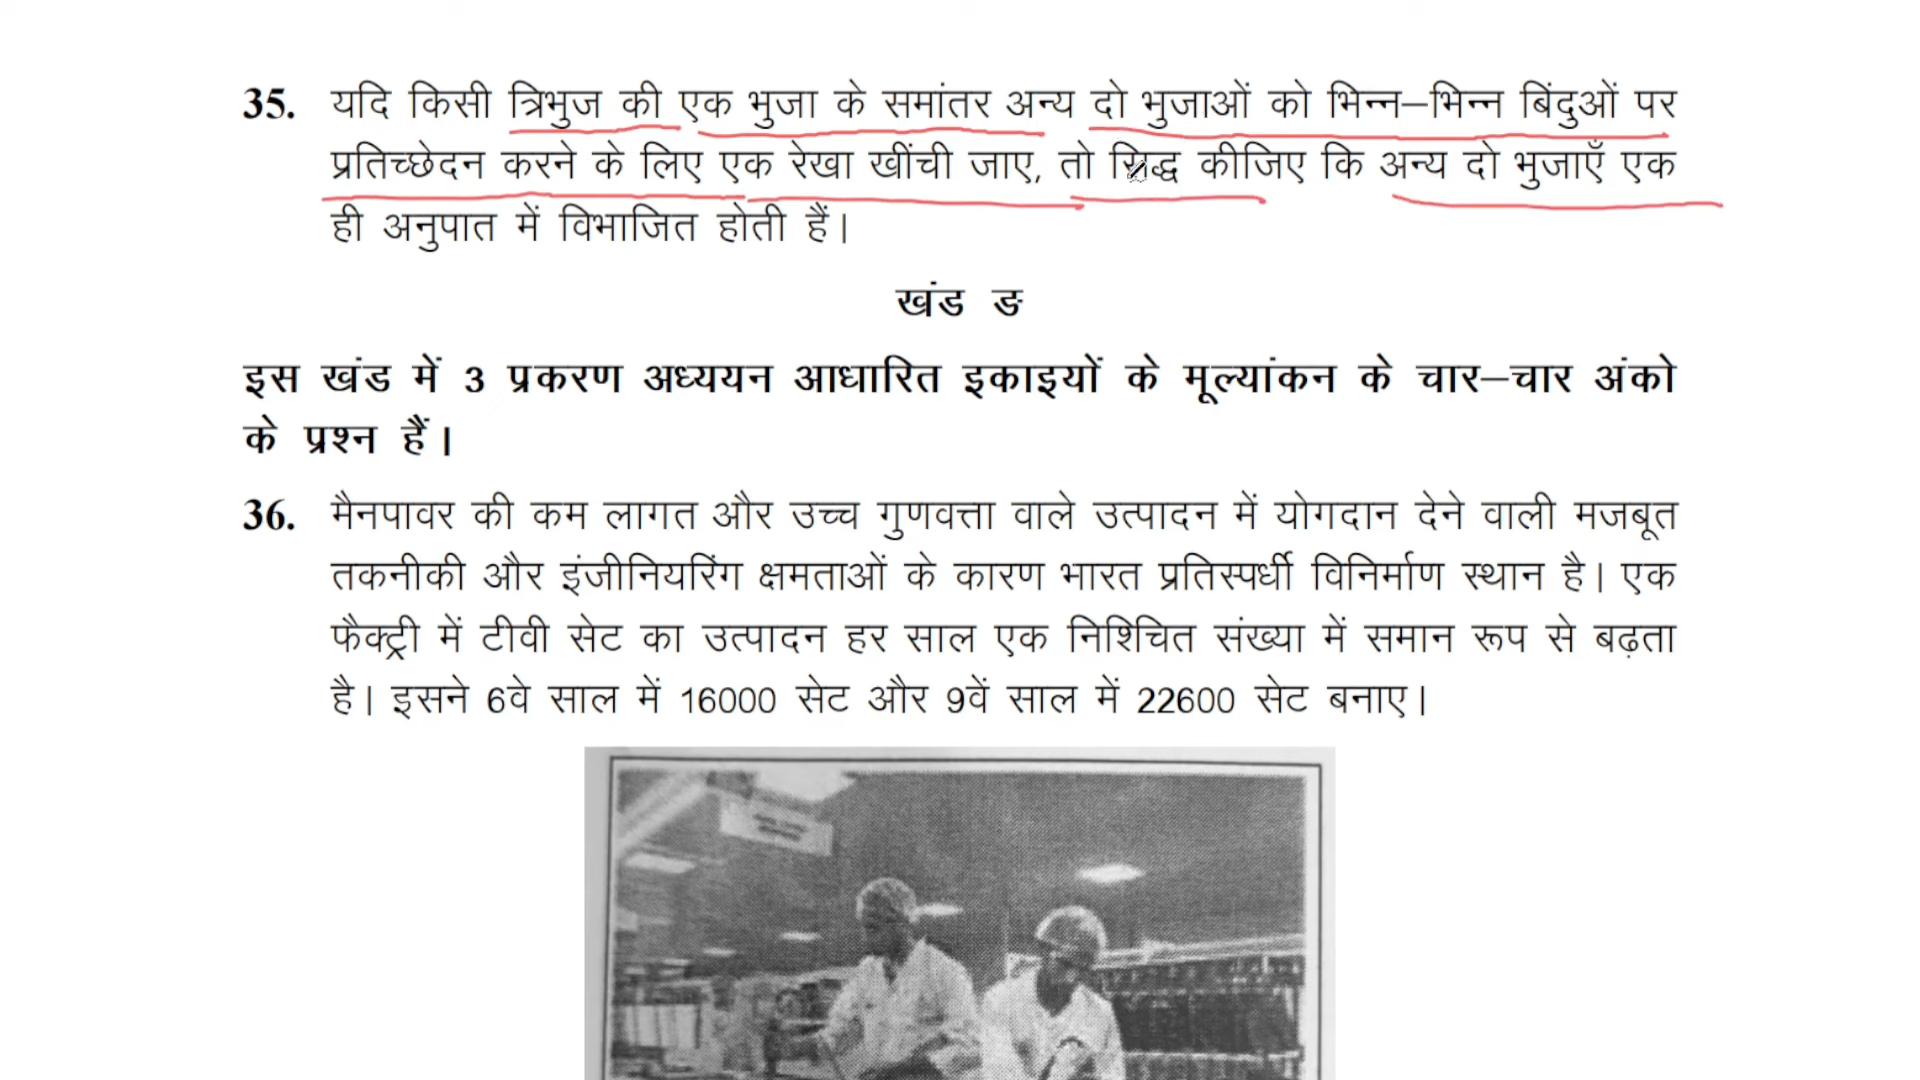 35. यदि किसी त्रिभुज की एक भुजा के समांतर अन्य दो भुजाओं को भिन्न–भिन्न बिंदुओं पर
प्रतिच्छेदन करने के लिए एक रेखा खींची जाए, तो सिद्ध कीजिए कि अन्य दो भुजाएँ एक
ही अनुपात में विभाजित होती हैं।
खंड ङ
इस खंड में 3 प्रकरण अध्ययन आधारित इकाइयों के मूल्यांकन के चार–चार अंको
के प्रश्न हैं।
36. मैनपावर की कम लागत और उच्च गुणवत्ता वाले उत्पादन में योगदान देने वाली मजबूत
तकनीकी और इंजीनियरिंग क्षमताओं के कारण भारत प्रतिस्पर्धी विनिर्माण स्थान है। एक
फैक्ट्री में टीवी सेट का उत्पादन हर साल एक निश्चित संख्या में समान रूप से बढ़ता
है। इसने 6वे साल में 16000 सेट और 9वें साल में 22600 सेट बनाए।